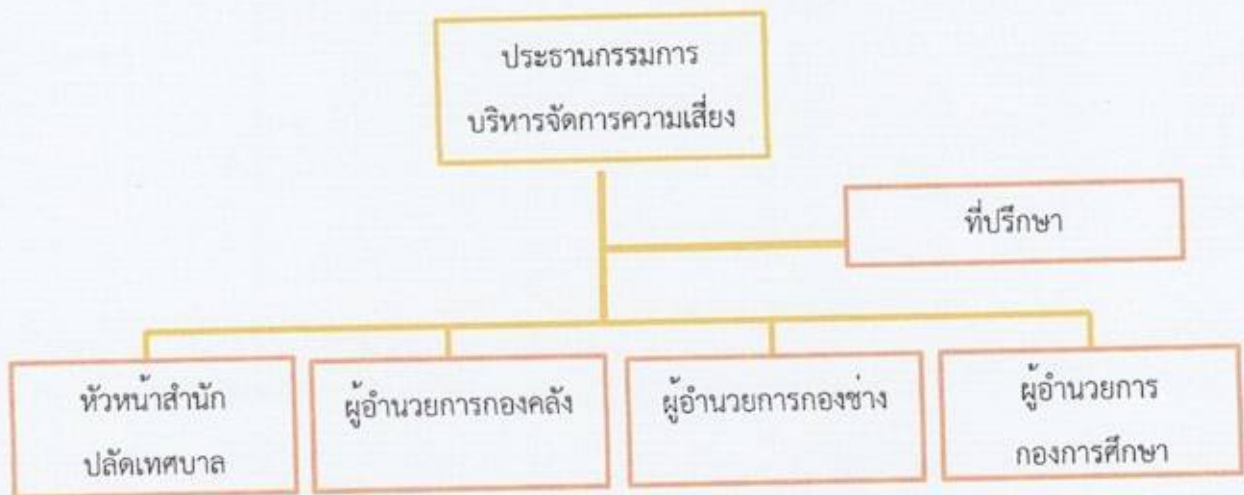 ประธานกรรมการ
บริหารจัดการความเสี่ยง
ที่ปรึกษา
หัวหน้าสำนัก
ปลัดเทศบาล
ผู้อำนวยการกองคลัง
ผู้อำนวยการกองช่าง
ผู้อำนวยการ
กองการศึกษา